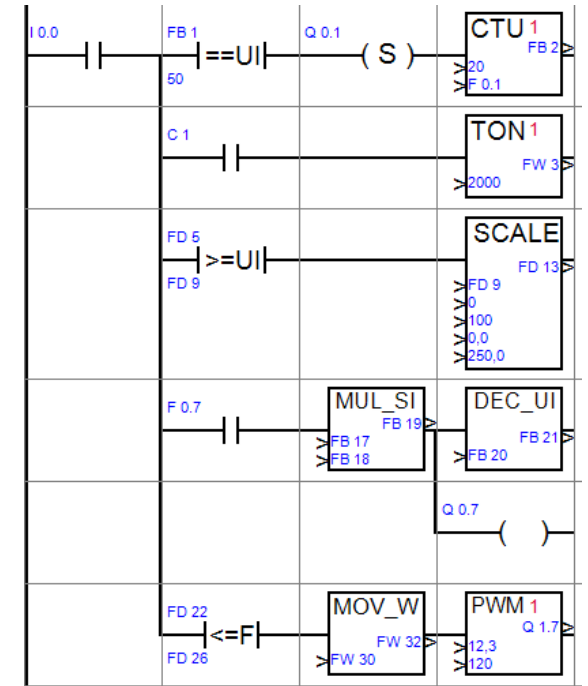 I 0.0 FB 1 Q 0.1 CTU 1
==UI ( S ) FB 2
50 20
F 0.1
C 1 TON 1
FW 3
2000
FD 5 SCALE
>=UI FD 13
FD 9 FD 9
0
100
0,0
250,0
F 0.7 MUL_SI DEC_UI
FB 19 FB 21
FB 17 FB 20
FB 18
Q 0.7
( )
FD 22 MOV_W PWM 1
<=F FW 32 Q 1.7
FD 26 FW 30 12,3
120